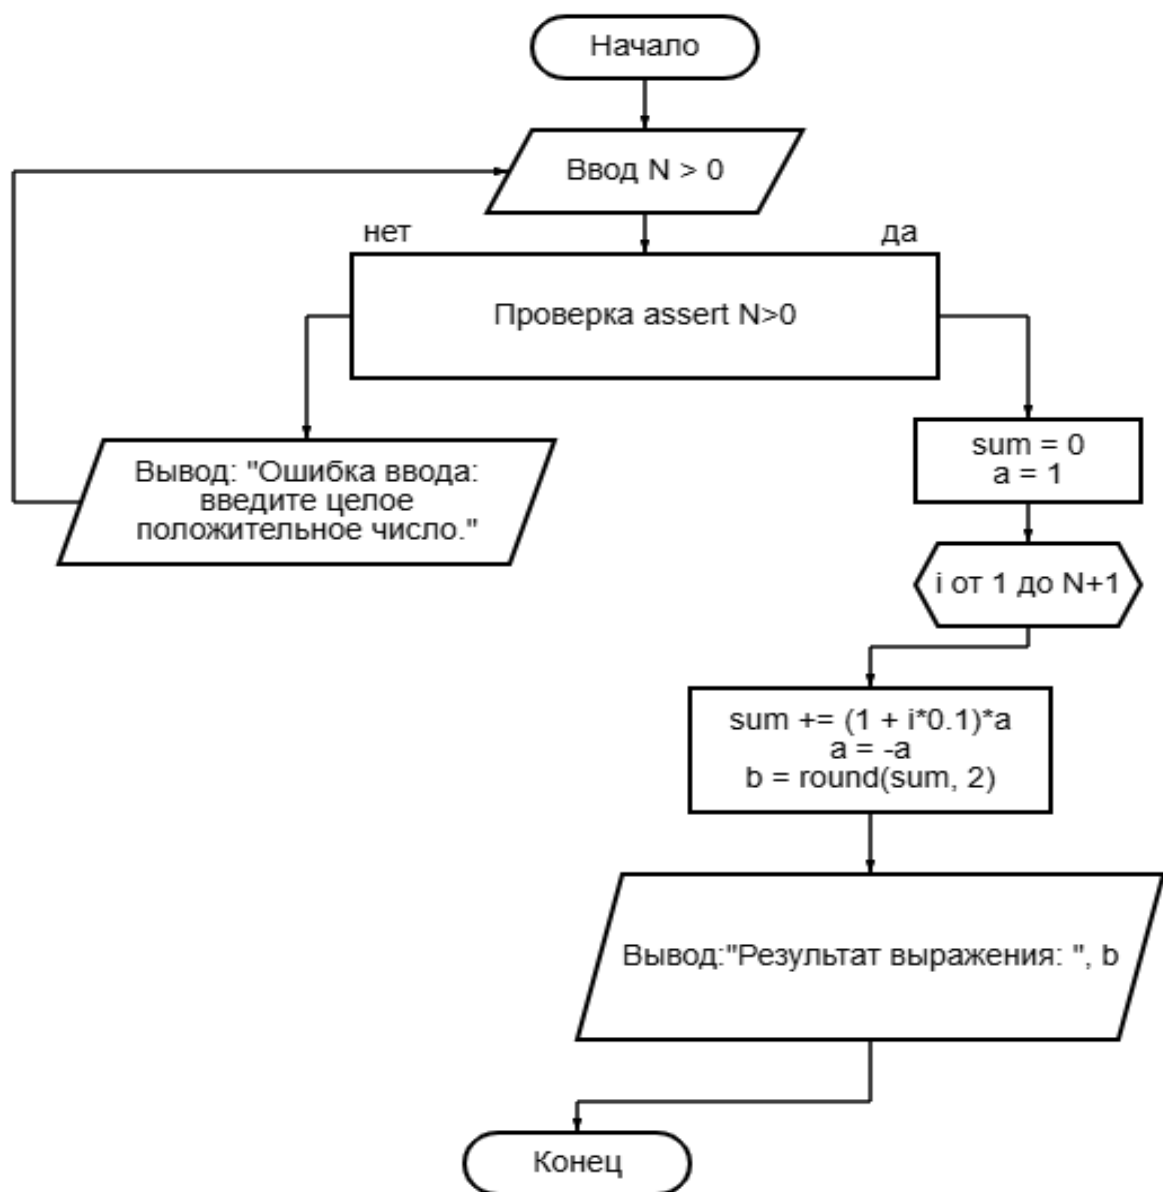 Начало
Ввод N > 0
нет
да
Проверка assert N>0
Вывод: "Ошибка ввода:
введите целое
положительное число."
sum = 0
a = 1
i от 1 до N+1
sum += (1 + i*0.1)*a
a = -a
b = round(sum, 2)
Вывод:"Результат выражения: ", b
Конец